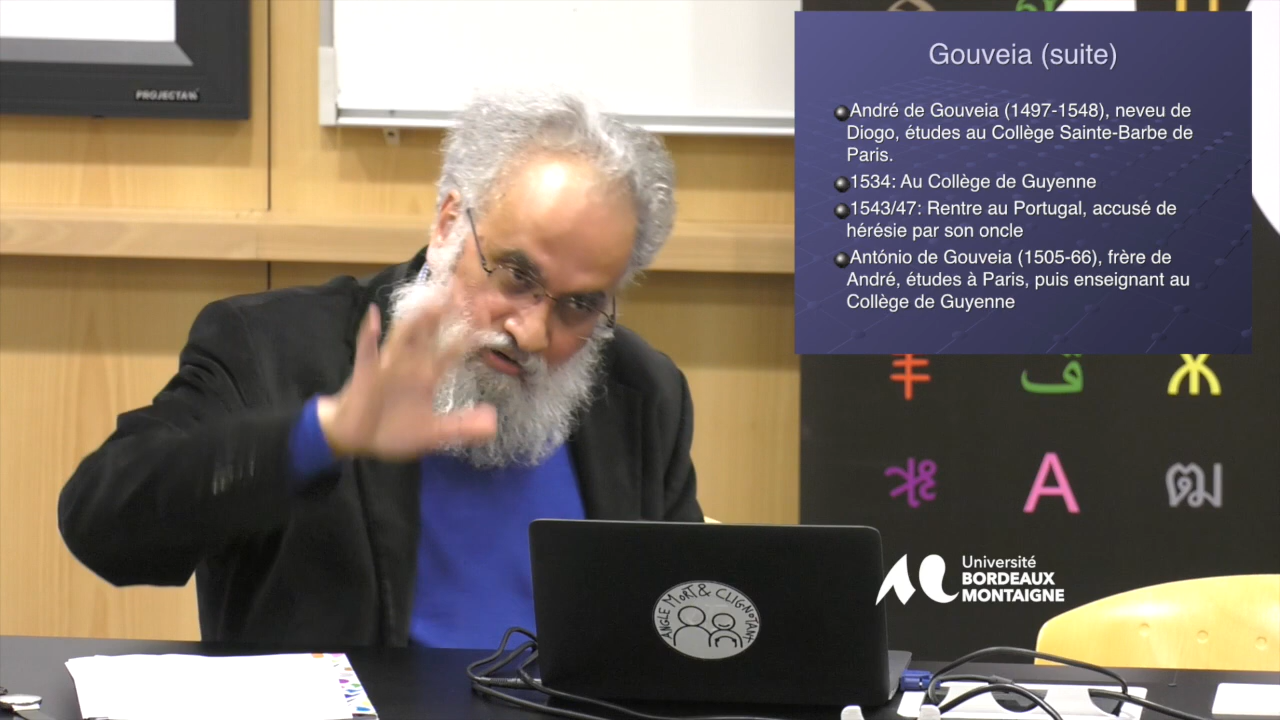 PROJECTA
Gouveia (suite)
André de Gouveia (1497-1548), neveu de
Diogo, études au Collège Sainte-Barbe de
Paris.
1534: Au Collège de Guyenne
1543/47: Rentre au Portugal, accusé de
hérésie par son oncle
António de Gouveia (1505-66), frère de
André, études à Paris, puis enseignant au
Collège de Guyenne
ق Ж
A ฒ
Université
BORDEAUX
MONTAIGNE
ANGLE MORT & CLIGNOTANT